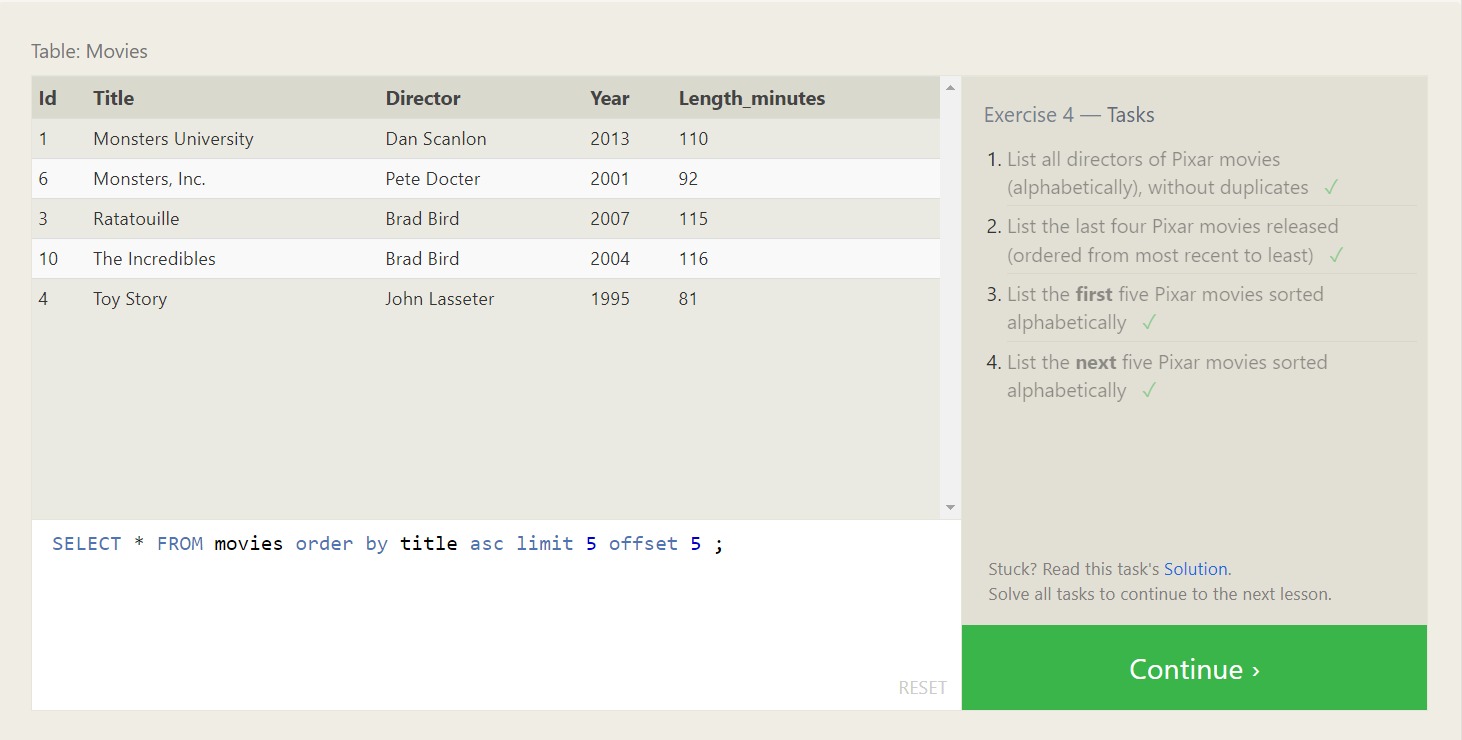 Table: Movies
Id Title Director Year Length_minutes
1 Monsters University Dan Scanlon 2013 110
6 Monsters, Inc. Pete Docter 2001 92
3 Ratatouille Brad Bird 2007 115
10 The Incredibles Brad Bird 2004 116
4 Toy Story John Lasseter 1995 81
SELECT * FROM movies order by title asc limit 5 offset 5 ;
RESET
Exercise 4 — Tasks
1. List all directors of Pixar movies
(alphabetically), without duplicates ✓
2. List the last four Pixar movies released
(ordered from most recent to least) ✓
3. List the first five Pixar movies sorted
alphabetically ✓
4. List the next five Pixar movies sorted
alphabetically ✓
Stuck? Read this task's Solution.
Solve all tasks to continue to the next lesson.
Continue ›